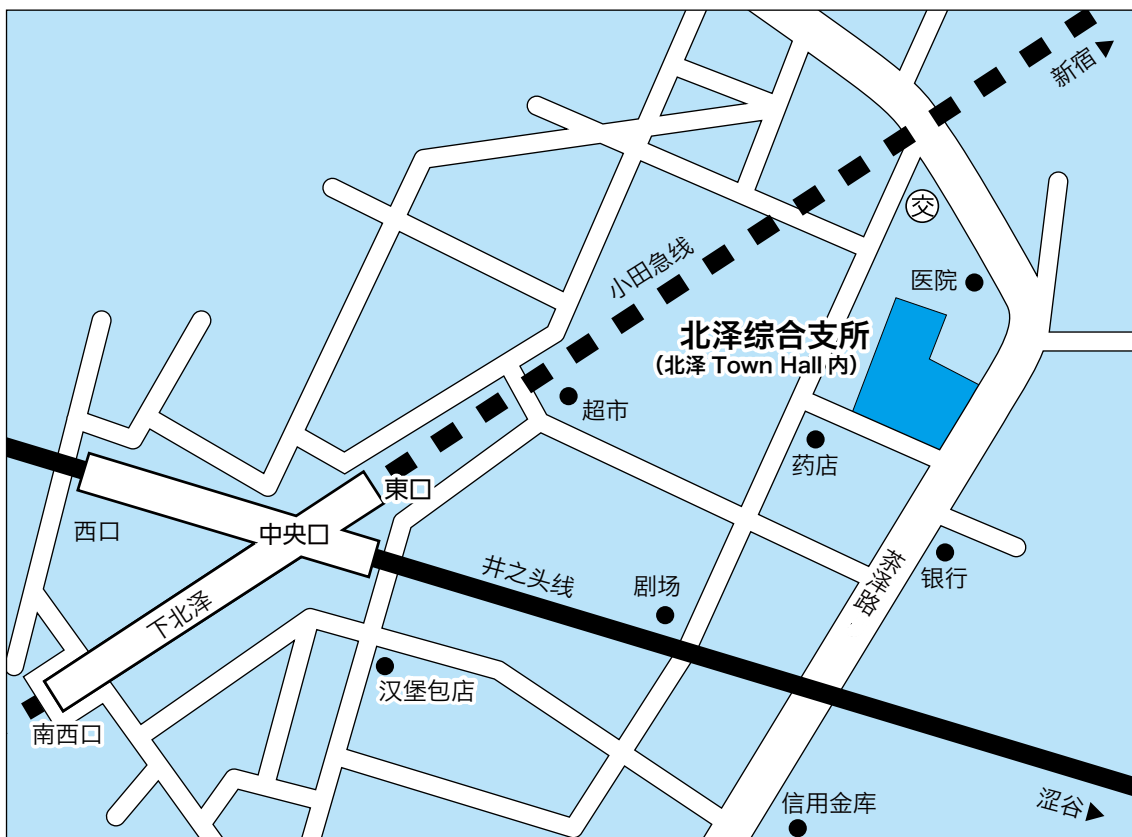 新宿
交
小田急线
医院
北泽综合支所
（北泽 Town Hall 内）
超市
药店
東口
西口
中央口
井之头线
剧场
茶泽路
银行
下北泽
汉堡包店
南西口
信用金库
涩谷